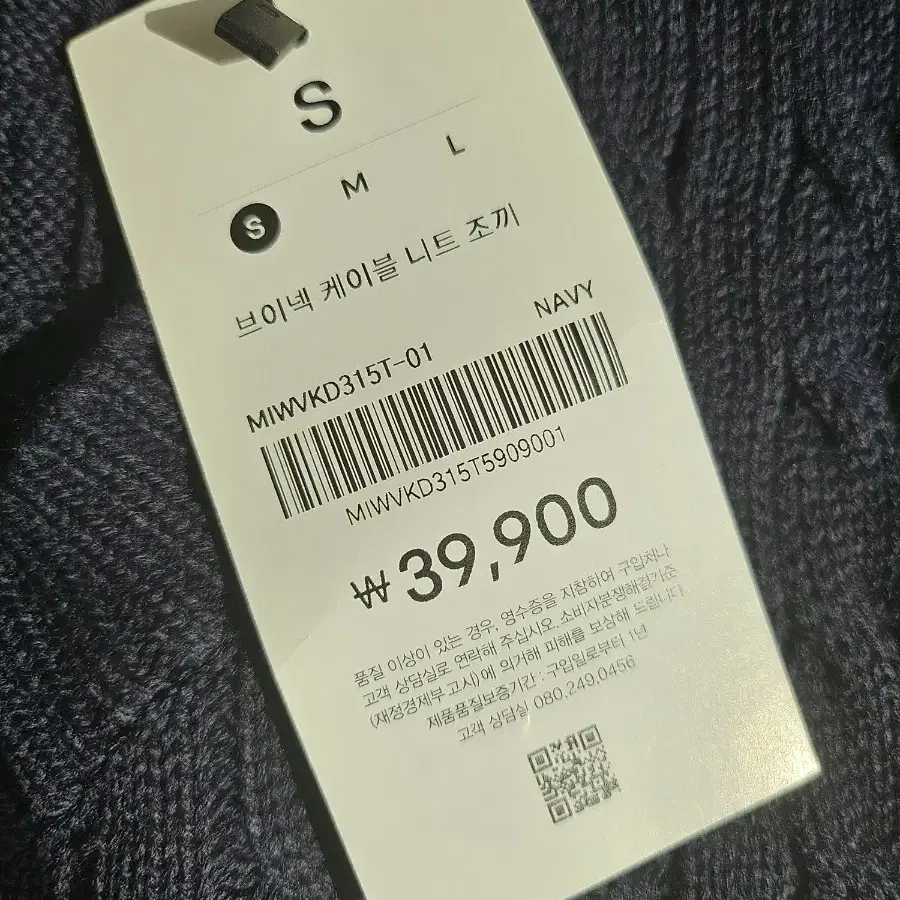 S
S M L
브이넥 케이블 니트 조끼
MIWVKD315T-01 NAVY
MIWVKD315T5909001
₩39,900
품질 이상이 있는 경우, 영수증을 지참하여 구입처나
고객 상담실로 연락해 주십시오. 소비자분쟁해결기준
(재정경제부 고시)에 의거해 피해를 보상해 드립니다
제품품질보증기간 : 구입일로부터 1년
고객 상담실 080.249.0456